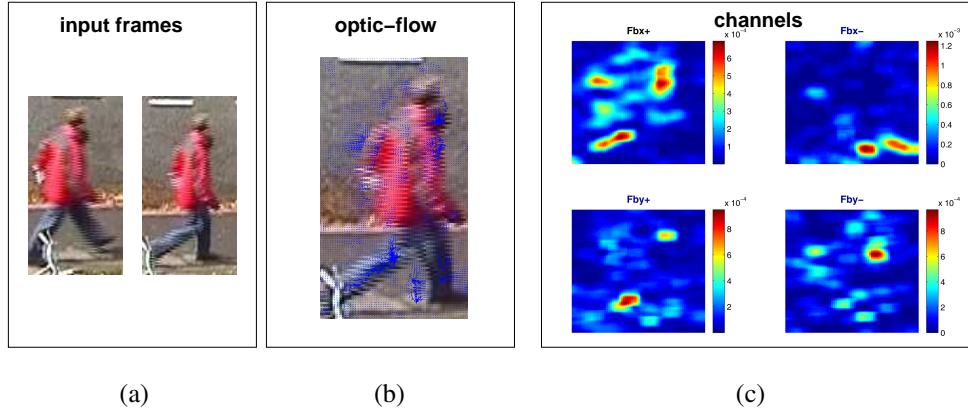 input frames
optic−flow
channels
Fbx+
x 10−4
6
5
4
3
2
1
Fbx−
x 10−3
1.2
1
0.8
0.6
0.4
0.2
0
Fby+
x 10−4
8
6
4
2
Fby−
x 10−4
8
6
4
2
0
(a)
(b)
(c)